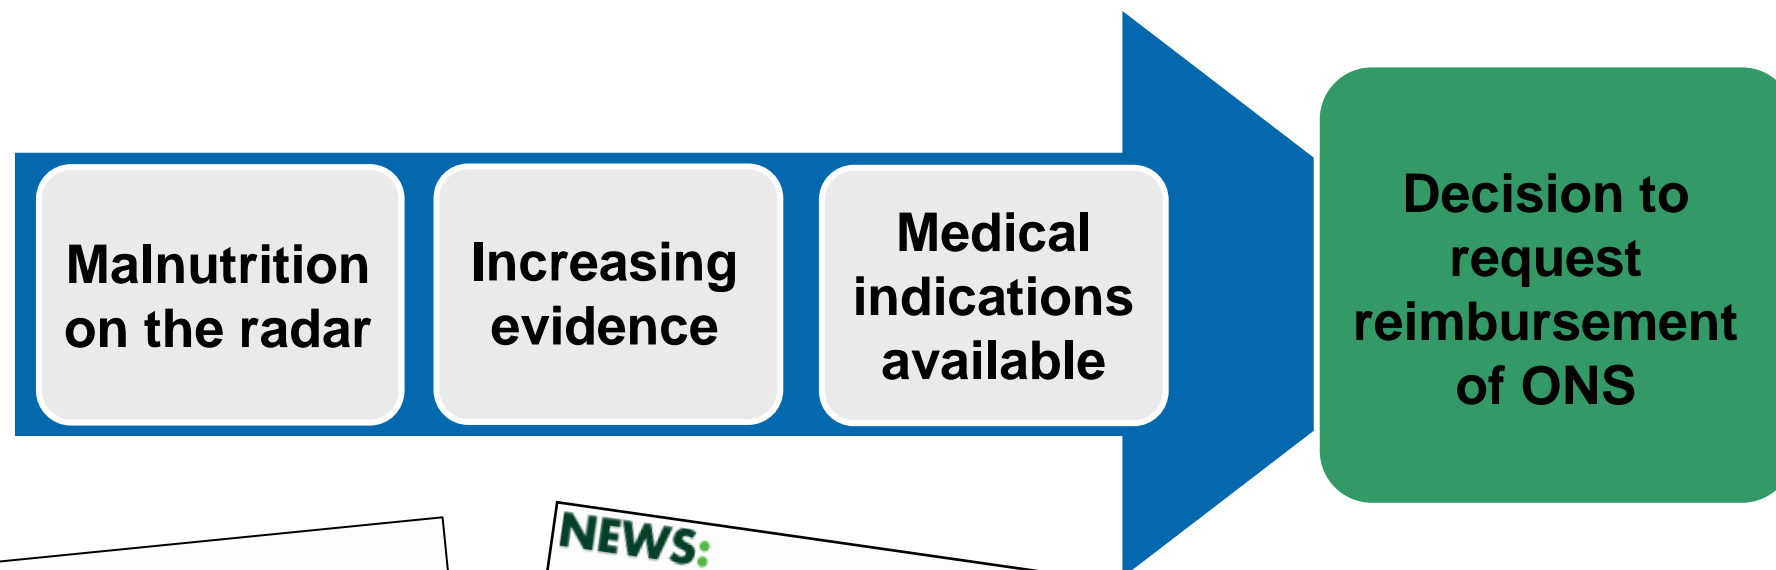 Malnutrition
on the radar
Increasing
evidence
Medical
indications
available
Decision to
request
reimbursement
of ONS
NEWS: